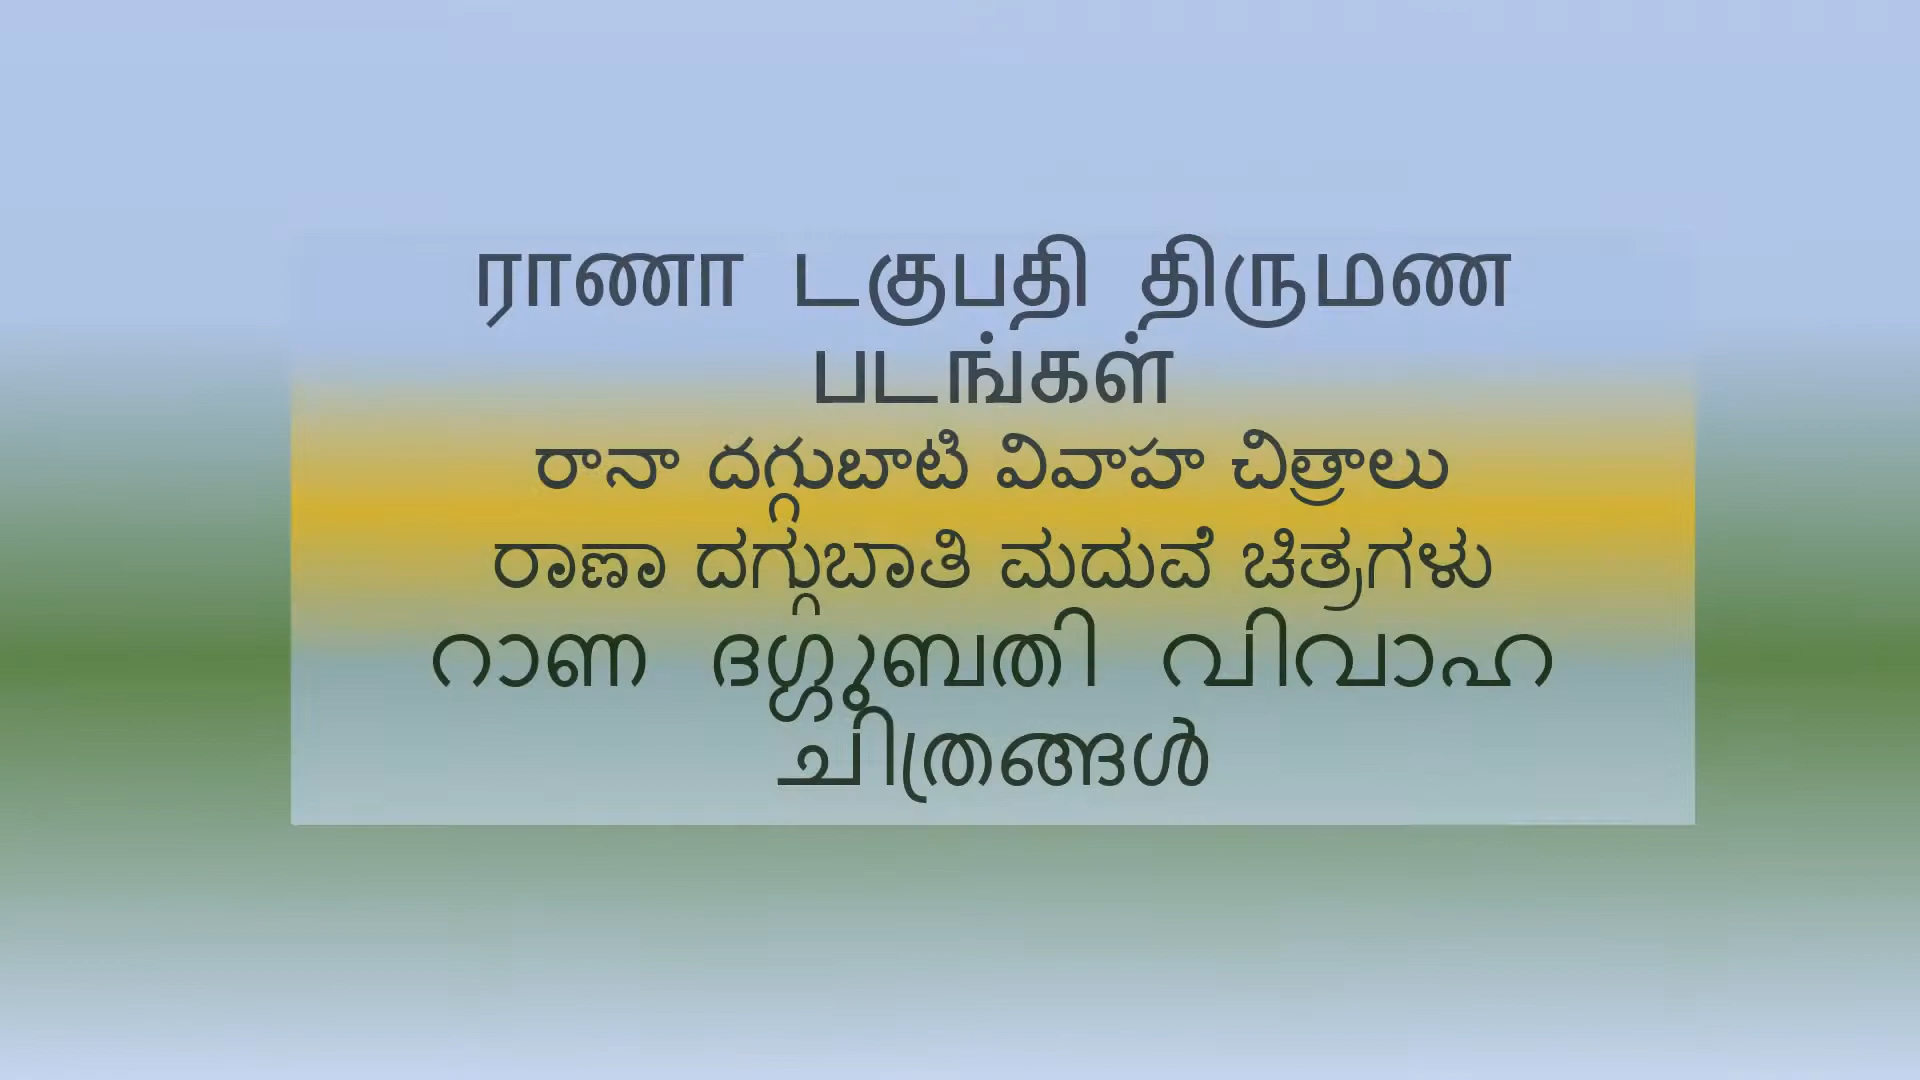 ராணா டகுபதி திருமண
படங்கள்
రానా దగ్గుబాటి వివాహ చిత్రాలు
ರಾಣಾ ದಗ್ಗುಬಾತಿ ಮದುವೆ ಚಿತ್ರಗಳು
റാണ ദഗ്ഗുബതി വിവാഹ
ചിത്രങ്ങൾ